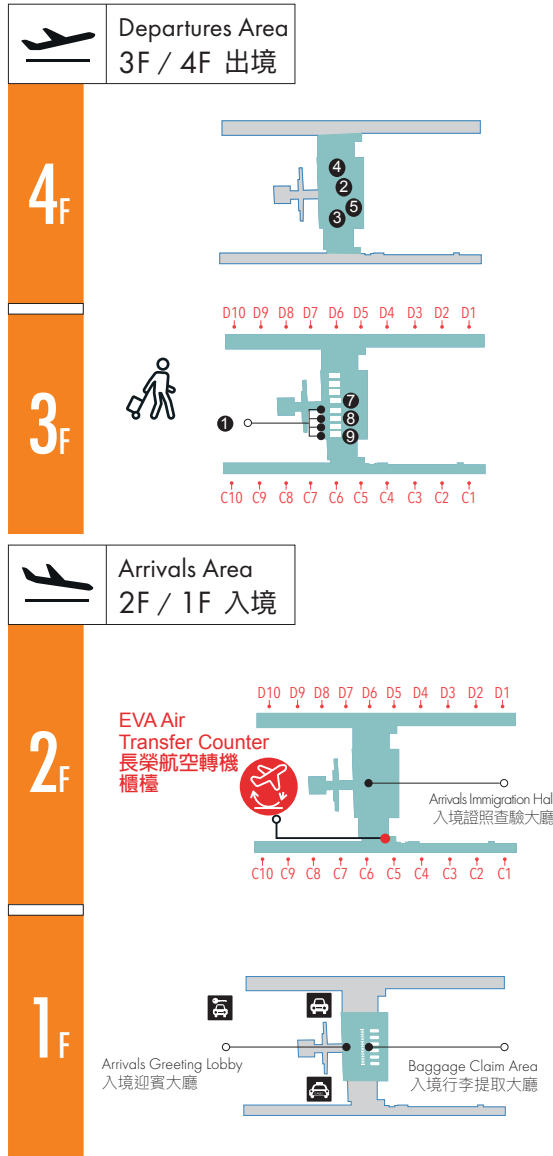 Departures Area
3F / 4F 出境
4F
4
2
5
3
D10 D9 D8 D7 D6 D5 D4 D3 D2 D1
3F
7
1
8
9
C10 C9 C8 C7 C6 C5 C4 C3 C2 C1
Arrivals Area
2F / 1F 入境
D10 D9 D8 D7 D6 D5 D4 D3 D2 D1
2F
EVA Air
Transfer Counter
長榮航空轉機
櫃檯
Arrivals Immigration Hal
入境證照查驗大廳
C10 C9 C8 C7 C6 C5 C4 C3 C2 C1
1F
Arrivals Greeting Lobby
入境迎賓大廳
Baggage Claim Area
入境行李提取大廳